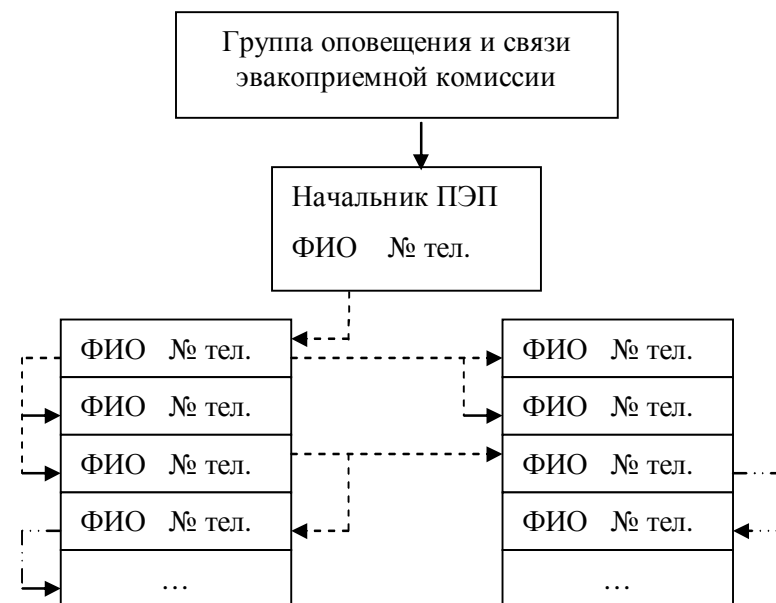 Группа оповещения и связи
эвакоприемной комиссии
Начальник ПЭП
ФИО № тел.
ФИО № тел.
ФИО № тел.
ФИО № тел.
ФИО № тел.
…
ФИО № тел.
ФИО № тел.
ФИО № тел.
ФИО № тел.
…